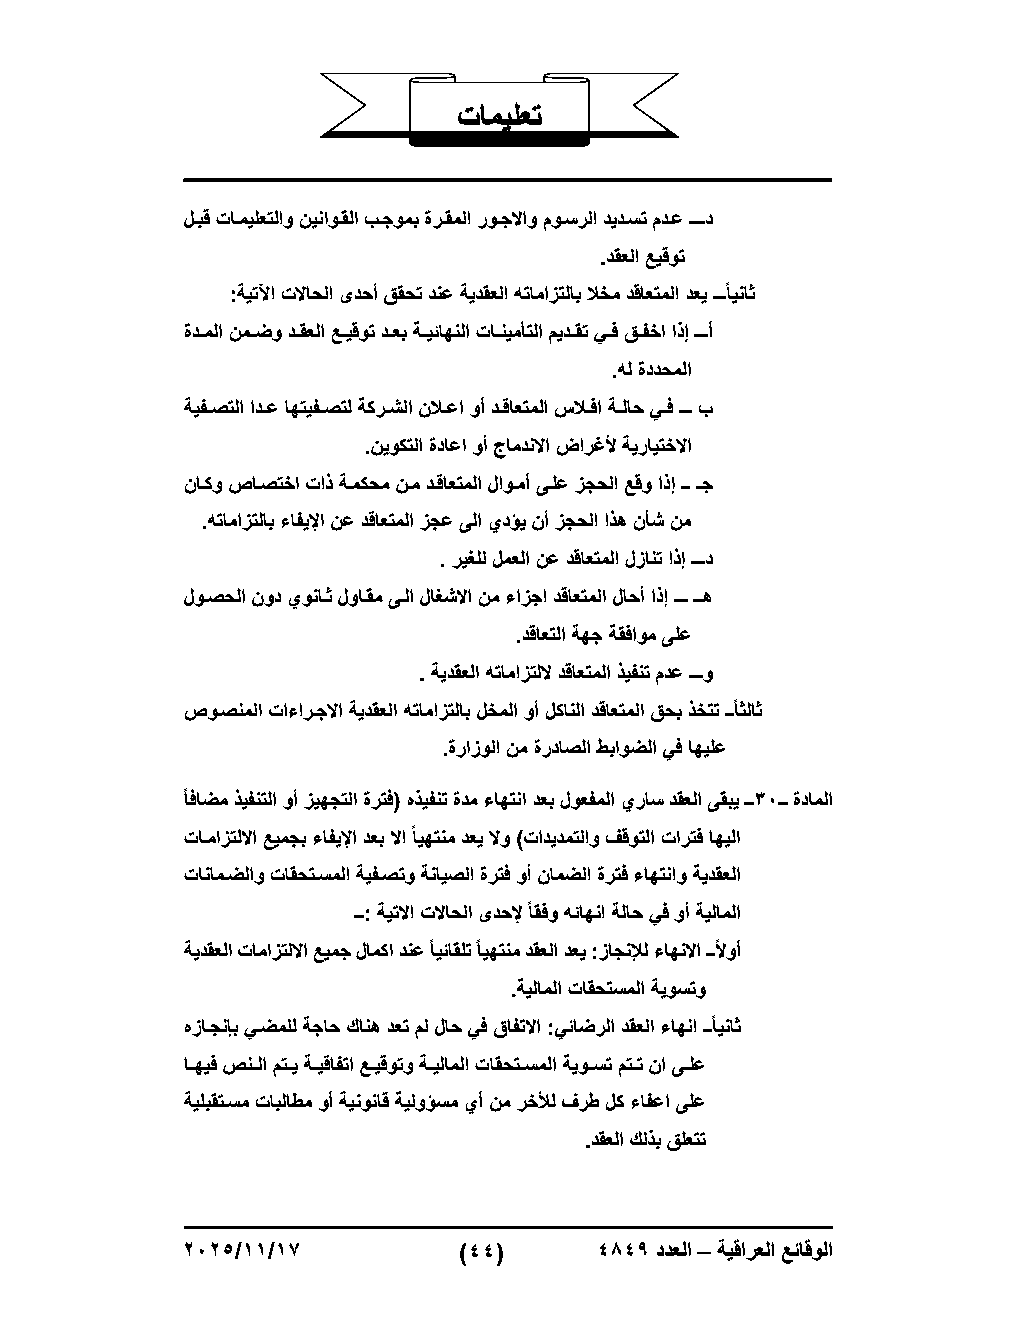 تعليمات
د— عدم تسديد الرسوم والاجور المقرة بموجب القوانين والتعليمات قبل
توقيع العقد.
ثانياً— يعد المتعاقد مخلا بالتزاماته العقدية عند تحقق أحدى الحالات الآتية:
أ— إذا اخفق في تقديم التأمينات النهائية بعد توقيع العقد وضمن المدة
المحددة له.
ب — في حالة افلاس المتعاقد أو اعلان الشركة لتصفيتها عدا التصفية
الاختيارية لأغراض الاندماج أو اعادة التكوين.
جـ - إذا وقع الحجز على أموال المتعاقد من محكمة ذات اختصاص وكان
من شأن هذا الحجز أن يؤدي الى عجز المتعاقد عن الإيفاء بالتزاماته.
د— إذا تنازل المتعاقد عن العمل للغير .
هـ — إذا أحال المتعاقد اجزاء من الاشغال الى مقاول ثانوي دون الحصول
على موافقة جهة التعاقد.
و— عدم تنفيذ المتعاقد لالتزاماته العقدية .
ثالثاً— تتخذ بحق المتعاقد الناكل أو المخل بالتزاماته العقدية الاجراءات المنصوص
عليها في الضوابط الصادرة من الوزارة.
المادة —٣٠— يبقى العقد ساري المفعول بعد انتهاء مدة تنفيذه (فترة التجهيز أو التنفيذ مضافاً
اليها فترات التوقف والتمديدات) ولا يعد منتهياً الا بعد الإيفاء بجميع الالتزامات
العقدية وانتهاء فترة الضمان أو فترة الصيانة وتصفية المستحقات والضمانات
المالية أو في حالة انهائه وفقاً لإحدى الحالات الاتية :—
أولاً— الانهاء للإنجاز: يعد العقد منتهياً تلقائياً عند اكمال جميع الالتزامات العقدية
وتسوية المستحقات المالية.
ثانياً— انهاء العقد الرضائي: الاتفاق في حال لم تعد هناك حاجة للمضي بإنجازه
على ان تتم تسوية المستحقات المالية وتوقيع اتفاقية يتم النص فيها
على اعفاء كل طرف للأخر من أي مسؤولية قانونية أو مطالبات مستقبلية
تتعلق بذلك العقد.
الوقائع العراقية — العدد ٤٨٤٩ (٤٤) ٢٠٢٥/١١/١٧